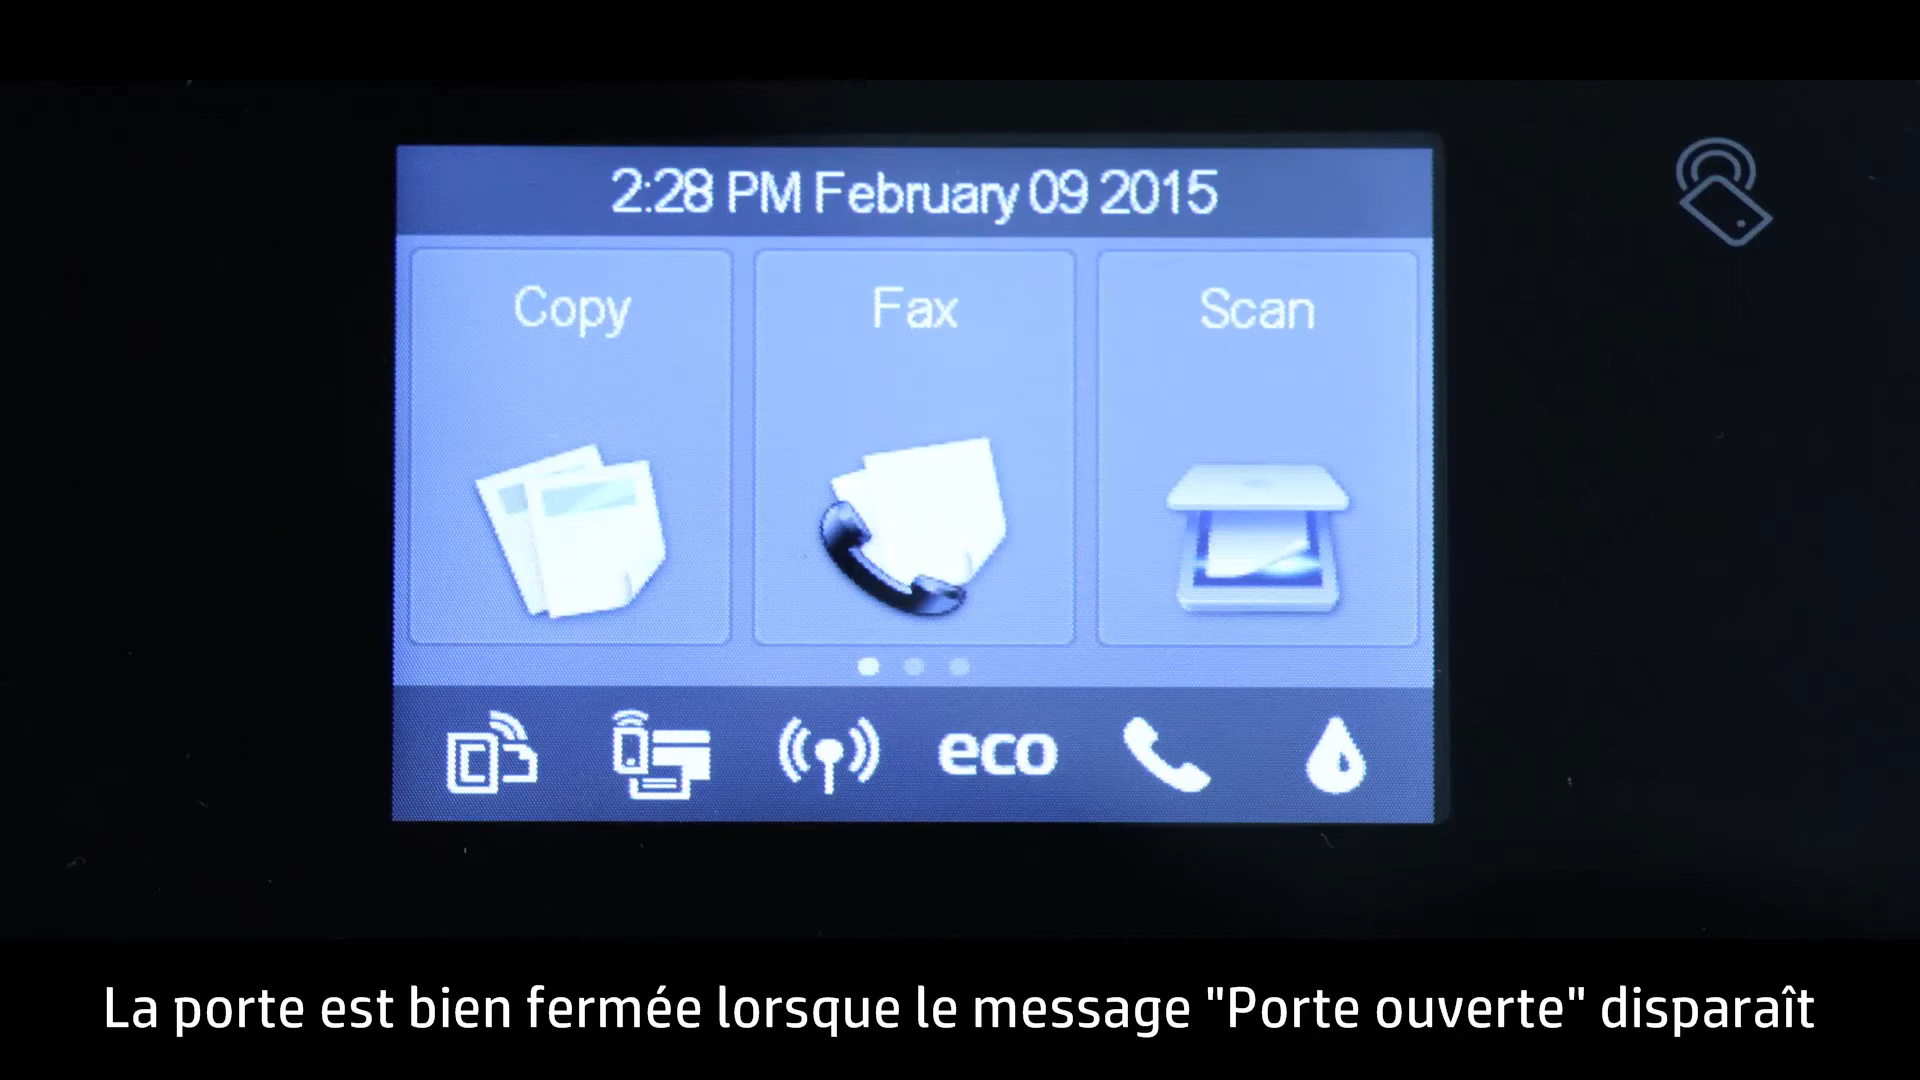 2:28 PM February 09 2015
Copy
Fax
Scan
eco
La porte est bien fermée lorsque le message "Porte ouverte" disparaît